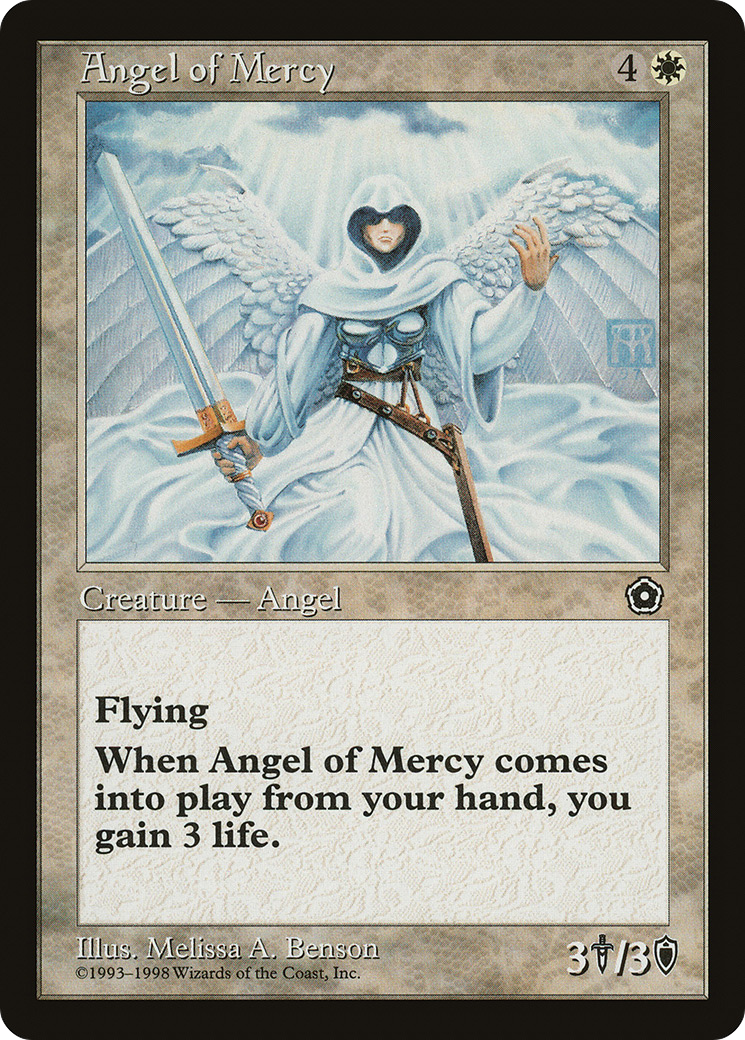 Angel of Mercy 4
Creature — Angel
Flying
When Angel of Mercy comes
into play from your hand, you
gain 3 life.
Illus. Melissa A. Benson
©1993–1998 Wizards of the Coast, Inc.
3/3